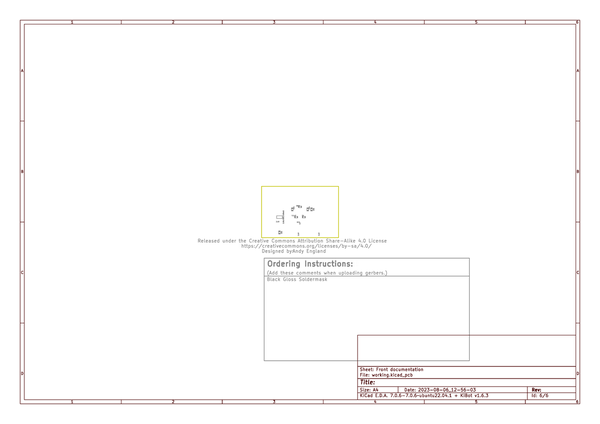 1 2 3 4 5 6
A A
B B
Released under the Creative Commons Attribution Share-Alike 4.0 License
https://creativecommons.org/licenses/by-sa/4.0/
Designed byAndy England
Ordering Instructions:
(Add these comments when uploading gerbers.)
C C
Black Gloss Soldermask
Sheet: Front documentation
File: working.kicad_pcb
D D
Title:
Size: A4 Date: 2023-08-06_12-56-03 Rev:
KiCad E.D.A. 7.0.6-7.0.6~ubuntu22.04.1 + KiBot v1.6.3 Id: 6/6
1 2 3 4 5 6